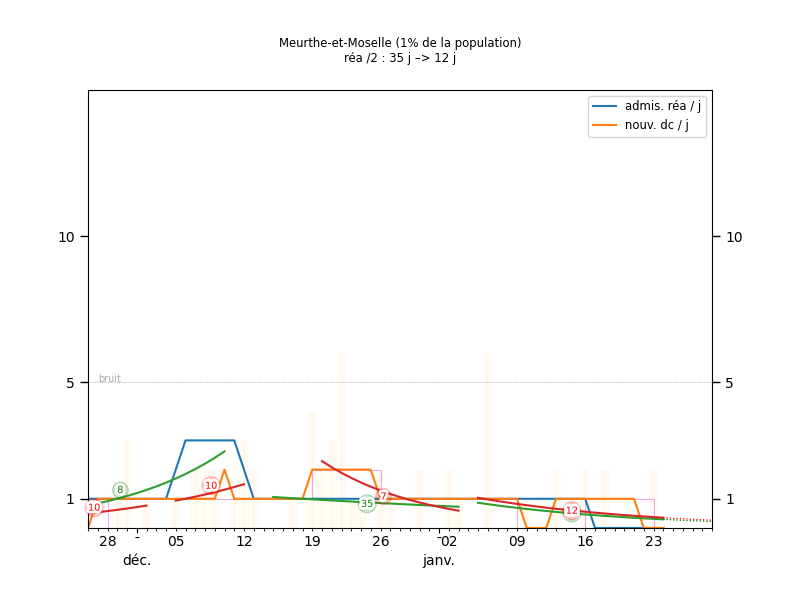 Meurthe-et-Moselle (1% de la population)
réa /2 : 35 j –> 12 j
admis. réa / j
nouv. dc / j
10 10
bruit
5 5
8
10
10
7
35
12
1 1
28 - 05 12 19 26 -02 09 16 23
déc. janv.